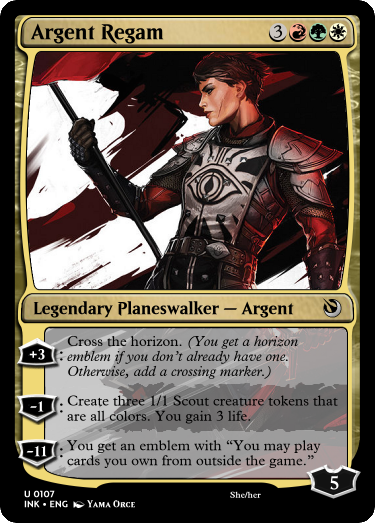 Argent Regam 3
Legendary Planeswalker — Argent
+3 Cross the horizon. (You get a horizon
emblem if you don't already have one.
Otherwise, add a crossing marker.)
-1 Create three 1/1 Scout creature tokens that
are all colors. You gain 3 life.
-11 You get an emblem with “You may play
cards you own from outside the game.”
5
U 0107
INK • ENG Yama Orce
She/her